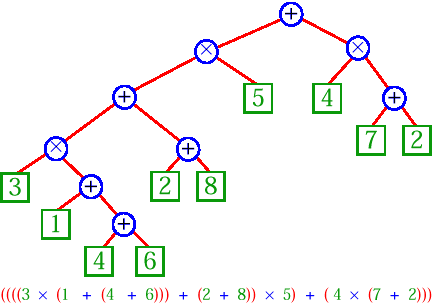 +
× ×
+ 5 4 +
× + 7 2
3 + 2 8
1 +
4 6
((((3 × (1 + (4 + 6))) + (2 + 8)) × 5) + ( 4 × (7 + 2)))